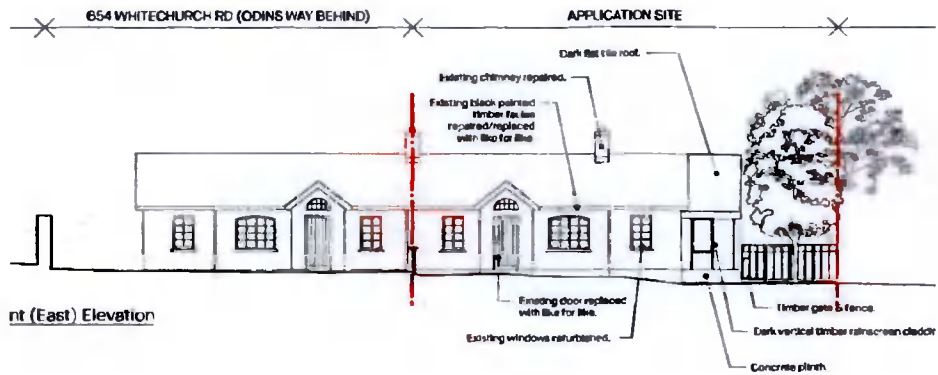 654 WHITECHURCH RD (ODINS WAY BEHIND)
APPLICATION SITE
Dark flat tile roof.
Existing chimney repaired.
Existing black painted
timber facias
repaired/replaced
with like for like
nt (East) Elevation
Existing door replaced
with like for like.
Existing windows refurbished.
Timber gate & fence.
Dark vertical timber rainscreen claddin
Concrete plinth